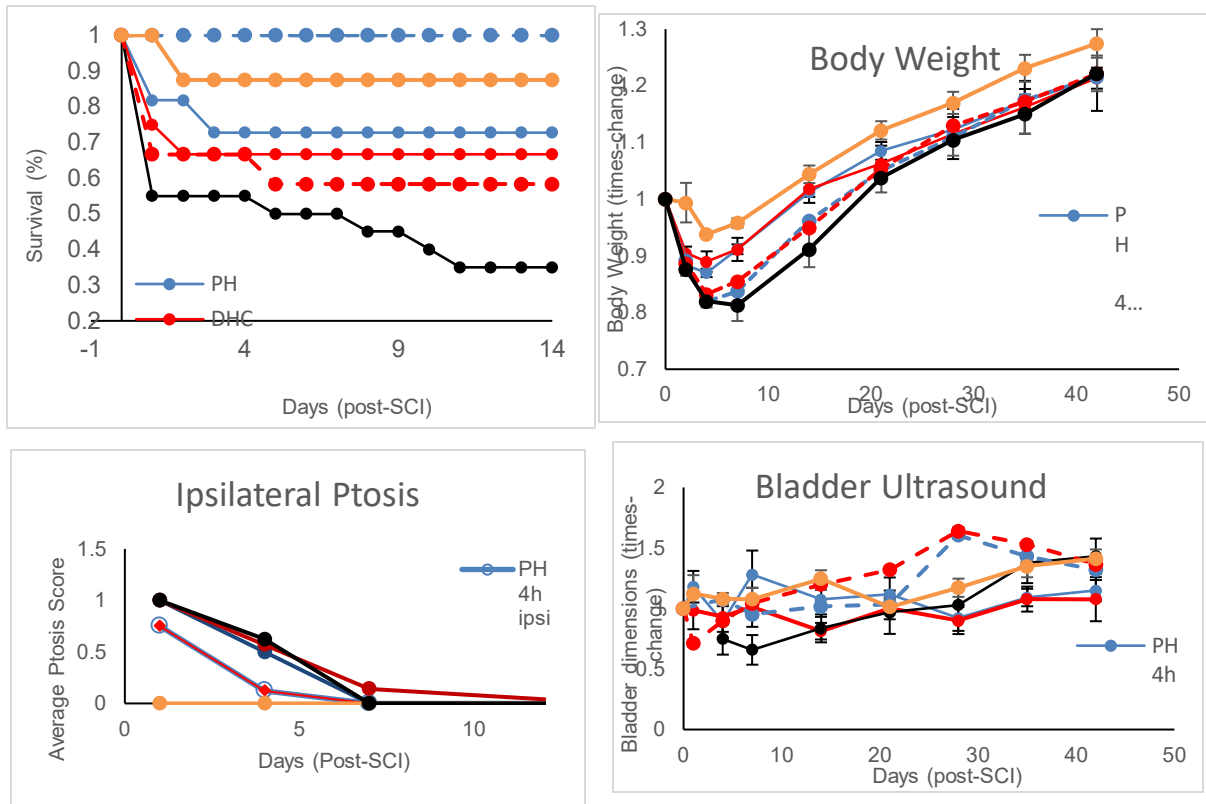 1
0.9
0.8
0.7
0.6
0.5
0.4
0.3
0.2
Survival (%)
PH
DHC
-1 4 9 14
Days (post-SCI)
Body Weight
1.3
1.2
1.1
1
0.9
0.8
0.7
Body Weight (times-change)
P
H
4...
0 10 20 30 40 50
Days (post-SCI)
Ipsilateral Ptosis
1.5
1
0.5
0
Average Ptosis Score
PH
4h
ipsi
0 5 10
Days (Post-SCI)
Bladder Ultrasound
2
1.5
1
0.5
0
Bladder dimensions (times-
change)
PH
4h
0 10 20 30 40 50
Days (post-SCI)